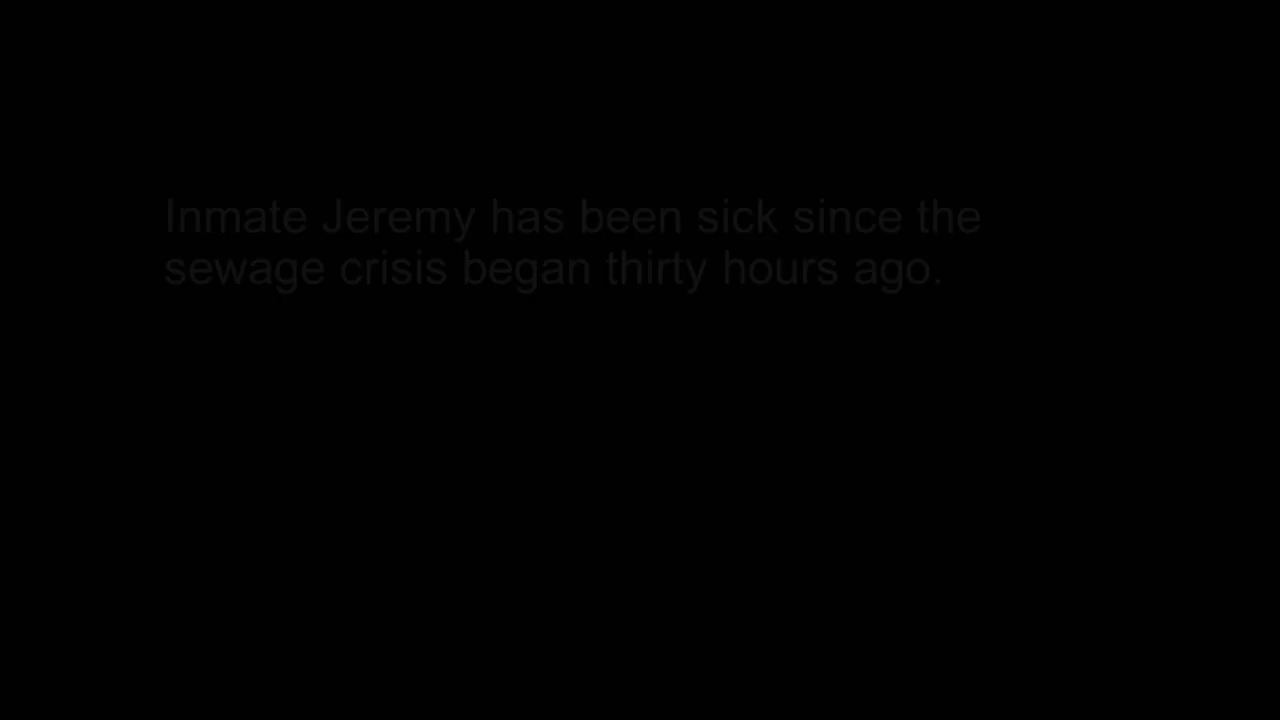 Inmate Jeremy has been sick since the
sewage crisis began thirty hours ago.